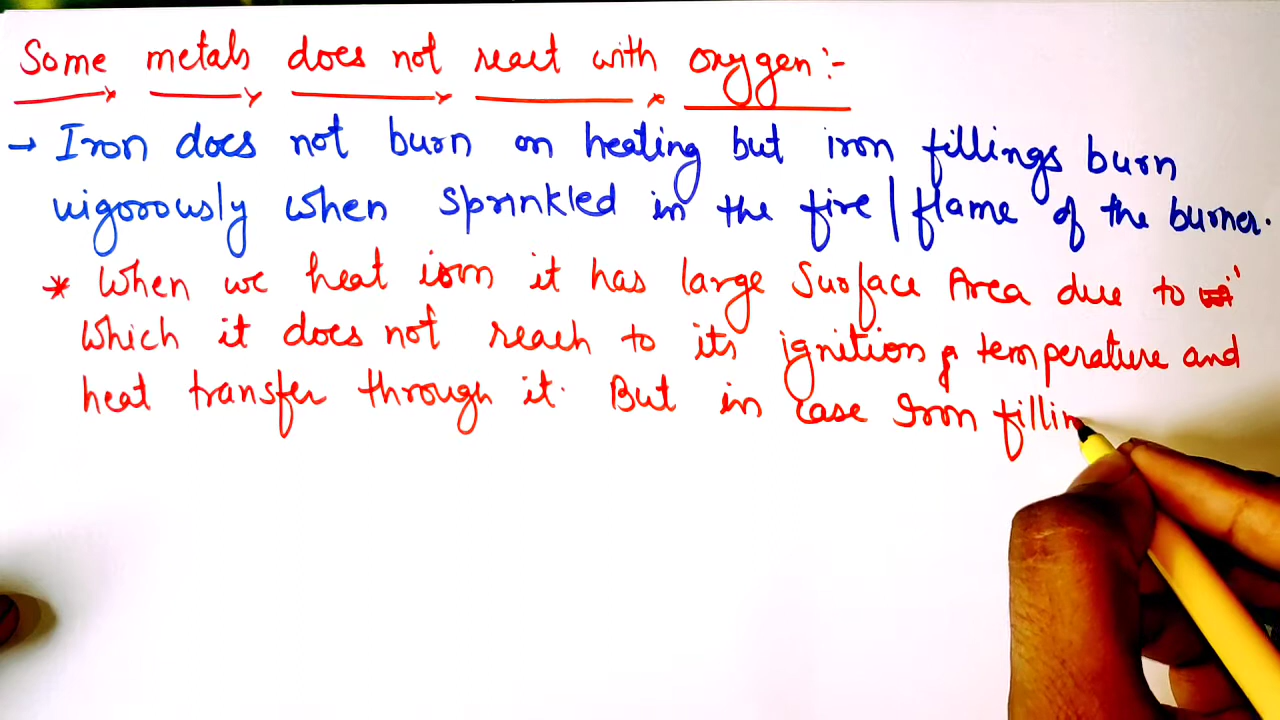 Some metals does not react with oxygen:-
→ Iron does not burn on heating but iron fillings burn
vigorously when sprinkled in the fire/flame of the burner.
* When we heat iron it has large Surface Area due to
which it does not reach to its ignition temperature and
heat transfer through it. But in case Iron fillin